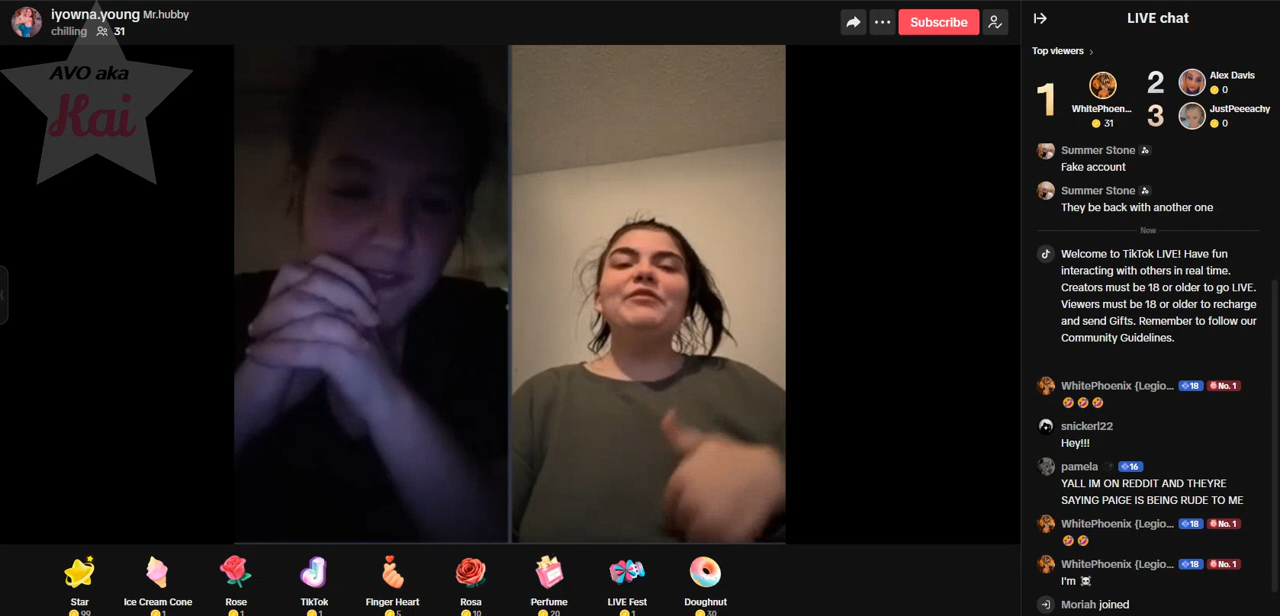 iyowna.young Mr.hubby
chilling 31
Subscribe
AVO aka
Kai
LIVE chat
Top viewers
1
WhitePhoen...
31
2
Alex Davis
0
3
JustPeeeachy
0
Summer Stone
Fake account
Summer Stone
They be back with another one
New
Welcome to TikTok LIVE! Have fun
interacting with others in real time.
Creators must be 18 or older to go LIVE.
Viewers must be 18 or older to recharge
and send Gifts. Remember to follow our
Community Guidelines.
WhitePhoenix {Legio... 18 No. 1
snickerl22
Hey!!!
pamela 16
YALL IM ON REDDIT AND THEYRE
SAYING PAIGE IS BEING RUDE TO ME
WhitePhoenix {Legio... 18 No. 1
WhitePhoenix {Legio... 18 No. 1
I'm ☠️
Moriah joined
Star Ice Cream Cone Rose TikTok Finger Heart Rosa Perfume LIVE Fest Doughnut
99 1 1 1 5 10 20 1 30